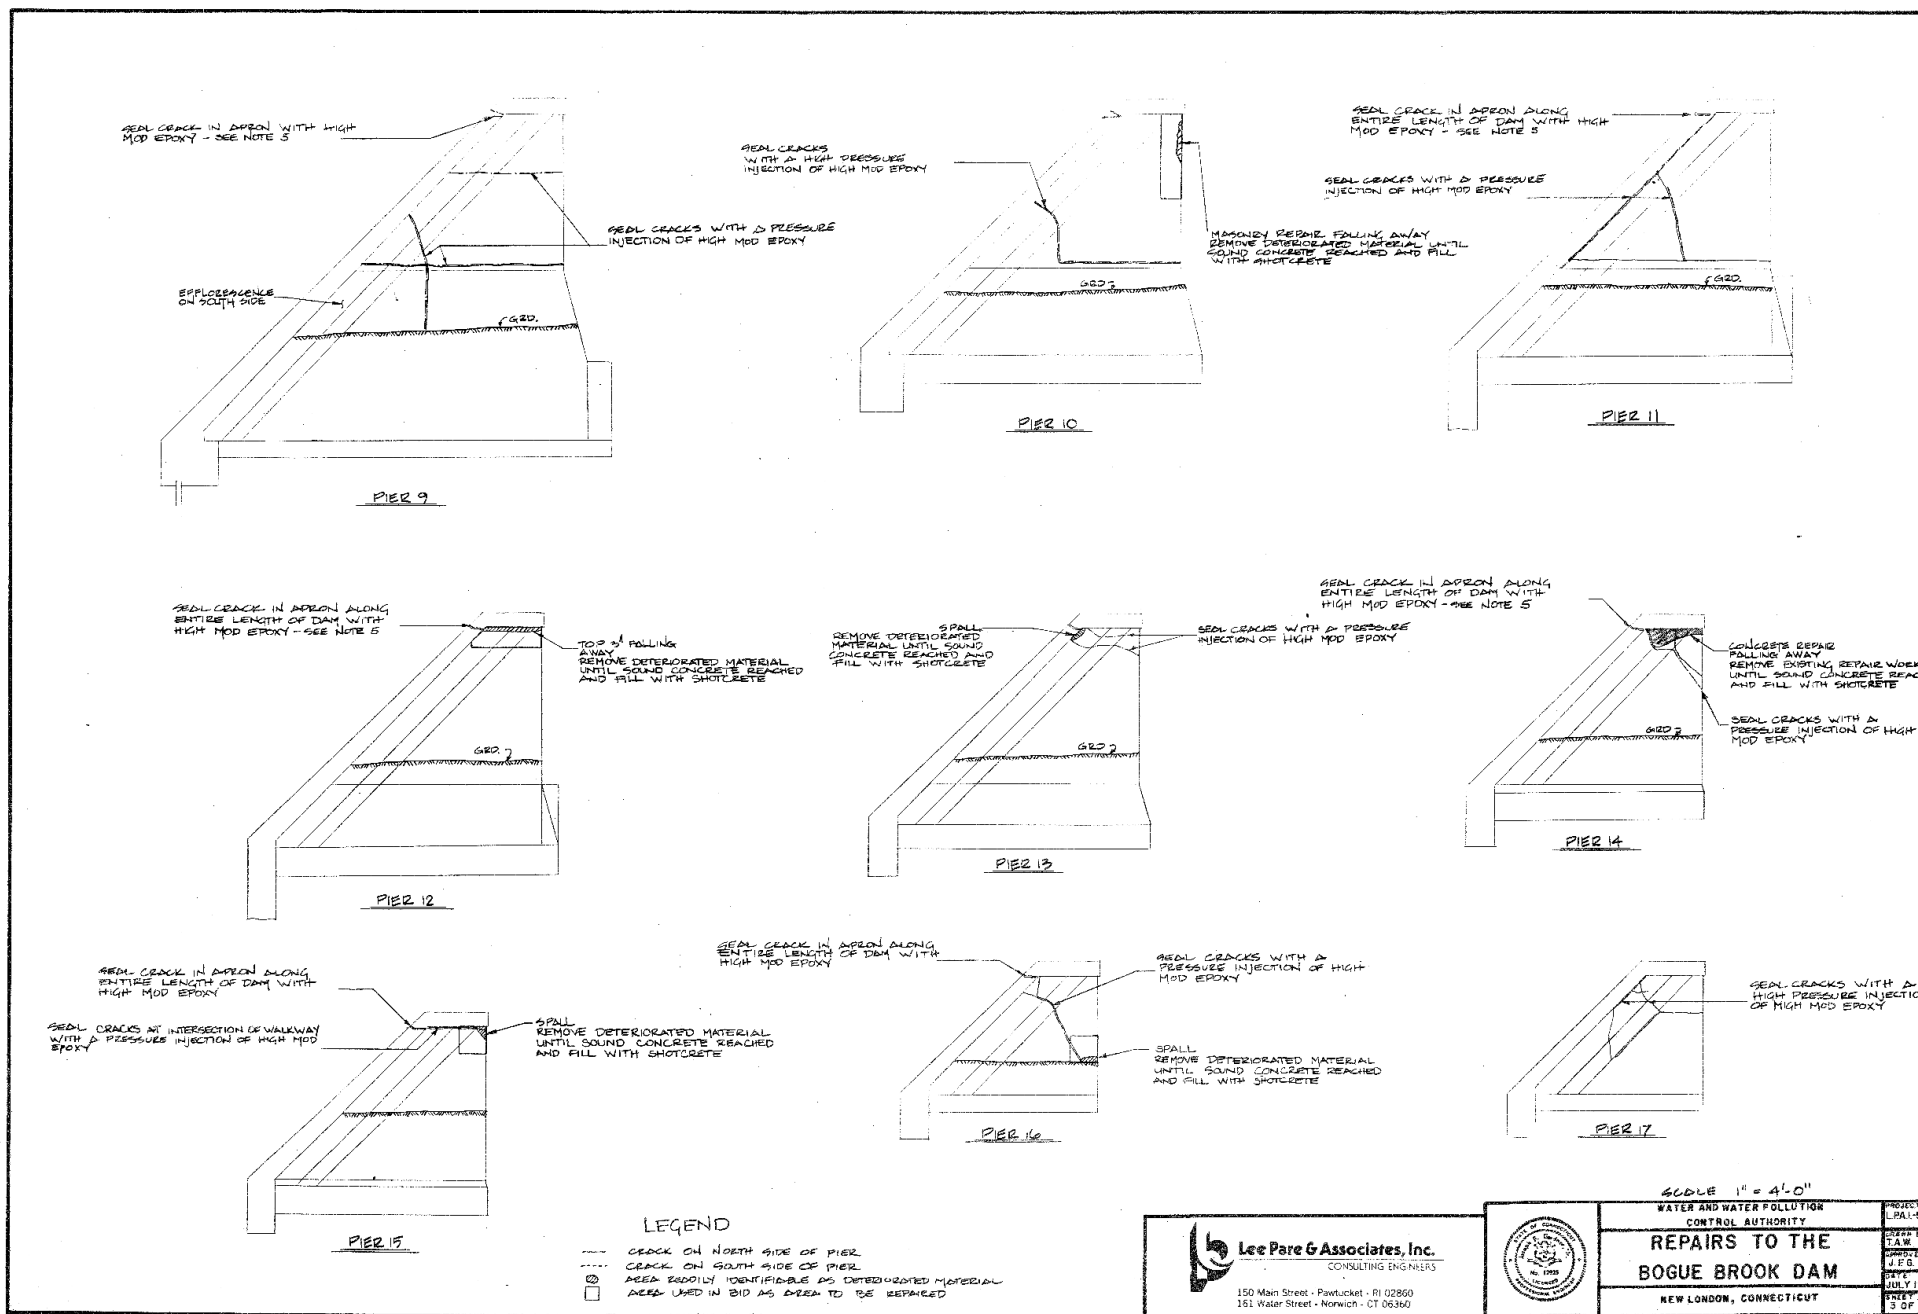 SEAL CRACK IN APRON WITH HIGH
MOD EPOXY - SEE NOTE 5
SEAL CRACKS WITH A PRESSURE
INJECTION OF HIGH MOD EPOXY
EFFLORESCENCE
ON SOUTH SIDE
GRD.
PIER 9
SEAL CRACKS
WITH A HIGH PRESSURE
INJECTION OF HIGH MOD EPOXY
MASONRY REPAIR FALLING AWAY
REMOVE DETERIORATED MATERIAL UNTIL
SOUND CONCRETE REACHED AND FILL
WITH SHOTCRETE
GRD
PIER 10
SEAL CRACK IN APRON ALONG
ENTIRE LENGTH OF DAM WITH HIGH
MOD EPOXY - SEE NOTE 5
SEAL CRACKS WITH A PRESSURE
INJECTION OF HIGH MOD EPOXY
GRD.
PIER 11
SEAL CRACK IN APRON ALONG
ENTIRE LENGTH OF DAM WITH
HIGH MOD EPOXY - SEE NOTE 5
TOP 3" FALLING
AWAY
REMOVE DETERIORATED MATERIAL
UNTIL SOUND CONCRETE REACHED
AND FILL WITH SHOTCRETE
GRD.
PIER 12
SPALL
REMOVE DETERIORATED
MATERIAL UNTIL SOUND
CONCRETE REACHED AND
FILL WITH SHOTCRETE
SEAL CRACKS WITH A PRESSURE
INJECTION OF HIGH MOD EPOXY
GRD
PIER 13
SEAL CRACK IN APRON ALONG
ENTIRE LENGTH OF DAM WITH
HIGH MOD EPOXY - SEE NOTE 5
CONCRETE REPAIR
FALLING AWAY
REMOVE EXISTING REPAIR WORK
UNTIL SOUND CONCRETE REAC
AND FILL WITH SHOTCRETE
SEAL CRACKS WITH A
PRESSURE INJECTION OF HIGH
MOD EPOXY
GRD
PIER 14
SEAL CRACK IN APRON ALONG
ENTIRE LENGTH OF DAM WITH
HIGH MOD EPOXY
SEAL CRACKS AT INTERSECTION OF WALKWAY
WITH A PRESSURE INJECTION OF HIGH MOD
EPOXY
SPALL
REMOVE DETERIORATED MATERIAL
UNTIL SOUND CONCRETE REACHED
AND FILL WITH SHOTCRETE
PIER 15
SEAL CRACK IN APRON ALONG
ENTIRE LENGTH OF DAM WITH
HIGH MOD EPOXY
SEAL CRACKS WITH A
PRESSURE INJECTION OF HIGH
MOD EPOXY
SPALL
REMOVE DETERIORATED MATERIAL
UNTIL SOUND CONCRETE REACHED
AND FILL WITH SHOTCRETE
PIER 16
SEAL CRACKS WITH A
HIGH PRESSURE INJECTIO
OF HIGH MOD EPOXY
PIER 17
LEGEND
CRACK ON NORTH SIDE OF PIER
CRACK ON SOUTH SIDE OF PIER
AREA READILY IDENTIFIABLE AS DETERIORATED MATERIAL
AREA USED IN BID AS AREA TO BE REPAIRED
Lee Pare & Associates, Inc.
CONSULTING ENGINEERS
150 Main Street - Pawtucket - RI 02860
161 Water Street - Norwich - CT 06360
SCALE 1" = 4'-0"
WATER AND WATER POLLUTION
CONTROL AUTHORITY
REPAIRS TO THE
BOGUE BROOK DAM
NEW LONDON, CONNECTICUT
PROJECT
T.A.W.
J.F.G.
DATE
JULY 1
SHEET
3 OF